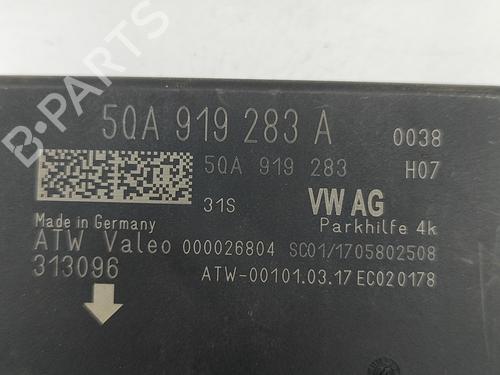 B-PARTS
5QA 919 283 A 0038
5QA 919 283 H07
31S VW AG
Made in Germany Parkhilfe 4k
ATW Valeo 000026804 SC01/1705802508
313096 ATW-00101.03.17 EC020178